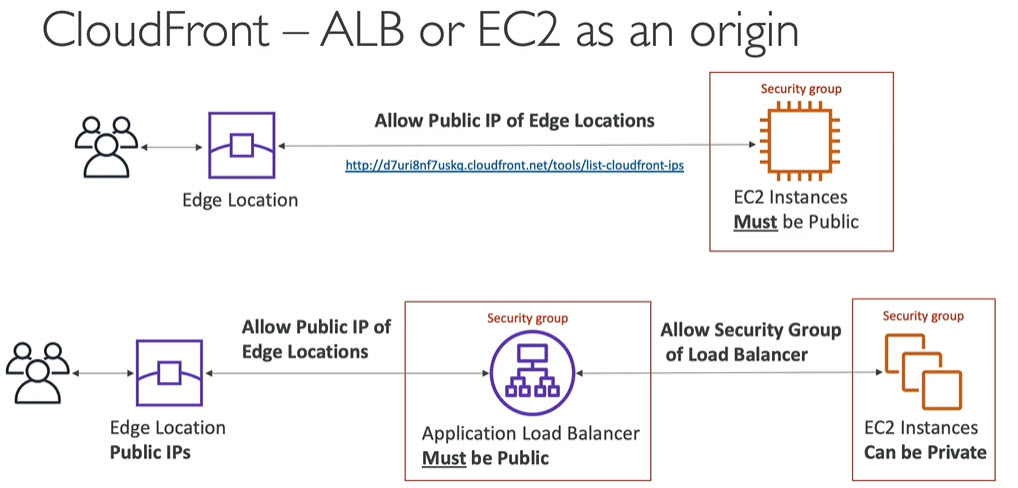 CloudFront – ALB or EC2 as an origin
Security group
Allow Public IP of Edge Locations
http://d7uri8nf7uskq.cloudfront.net/tools/list-cloudfront-ips
Edge Location
EC2 Instances
Must be Public
Security group
Allow Public IP of
Edge Locations
Security group
Allow Security Group
of Load Balancer
Edge Location
Public IPs
Application Load Balancer
Must be Public
EC2 Instances
Can be Private